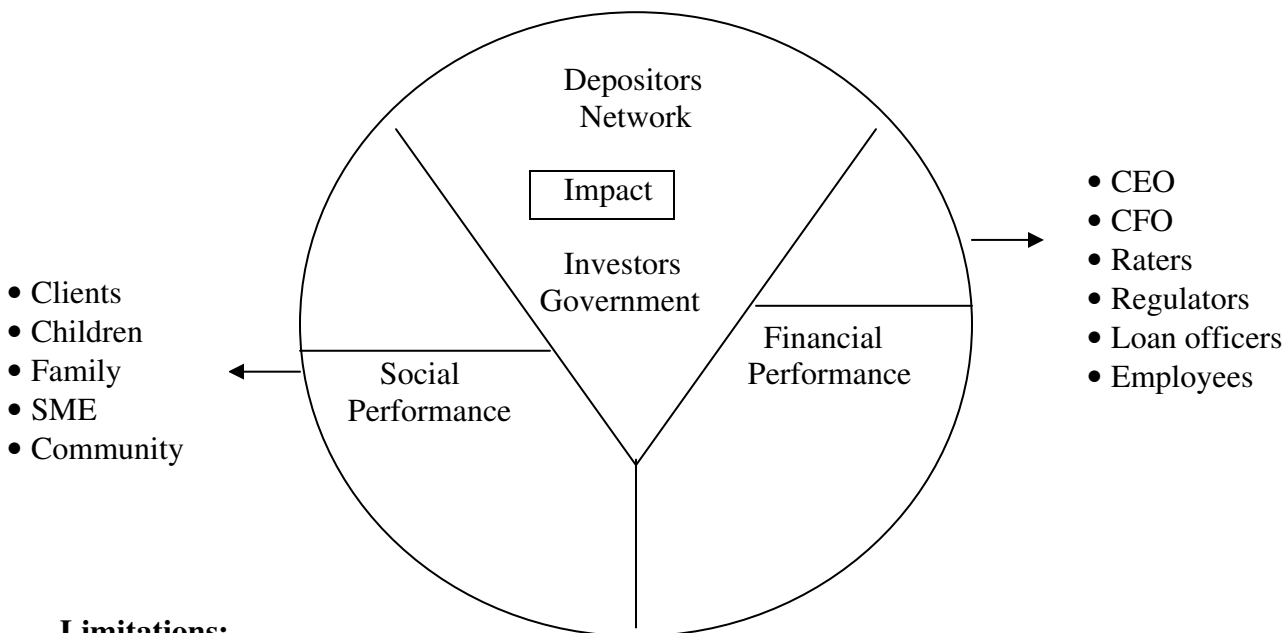 Depositors
Network
Impact
Investors
Government
• CEO
• CFO
• Raters
• Regulators
• Loan officers
• Employees
• Clients
• Children
• Family
• SME
• Community
Social
Performance
Financial
Performance
Limitations: